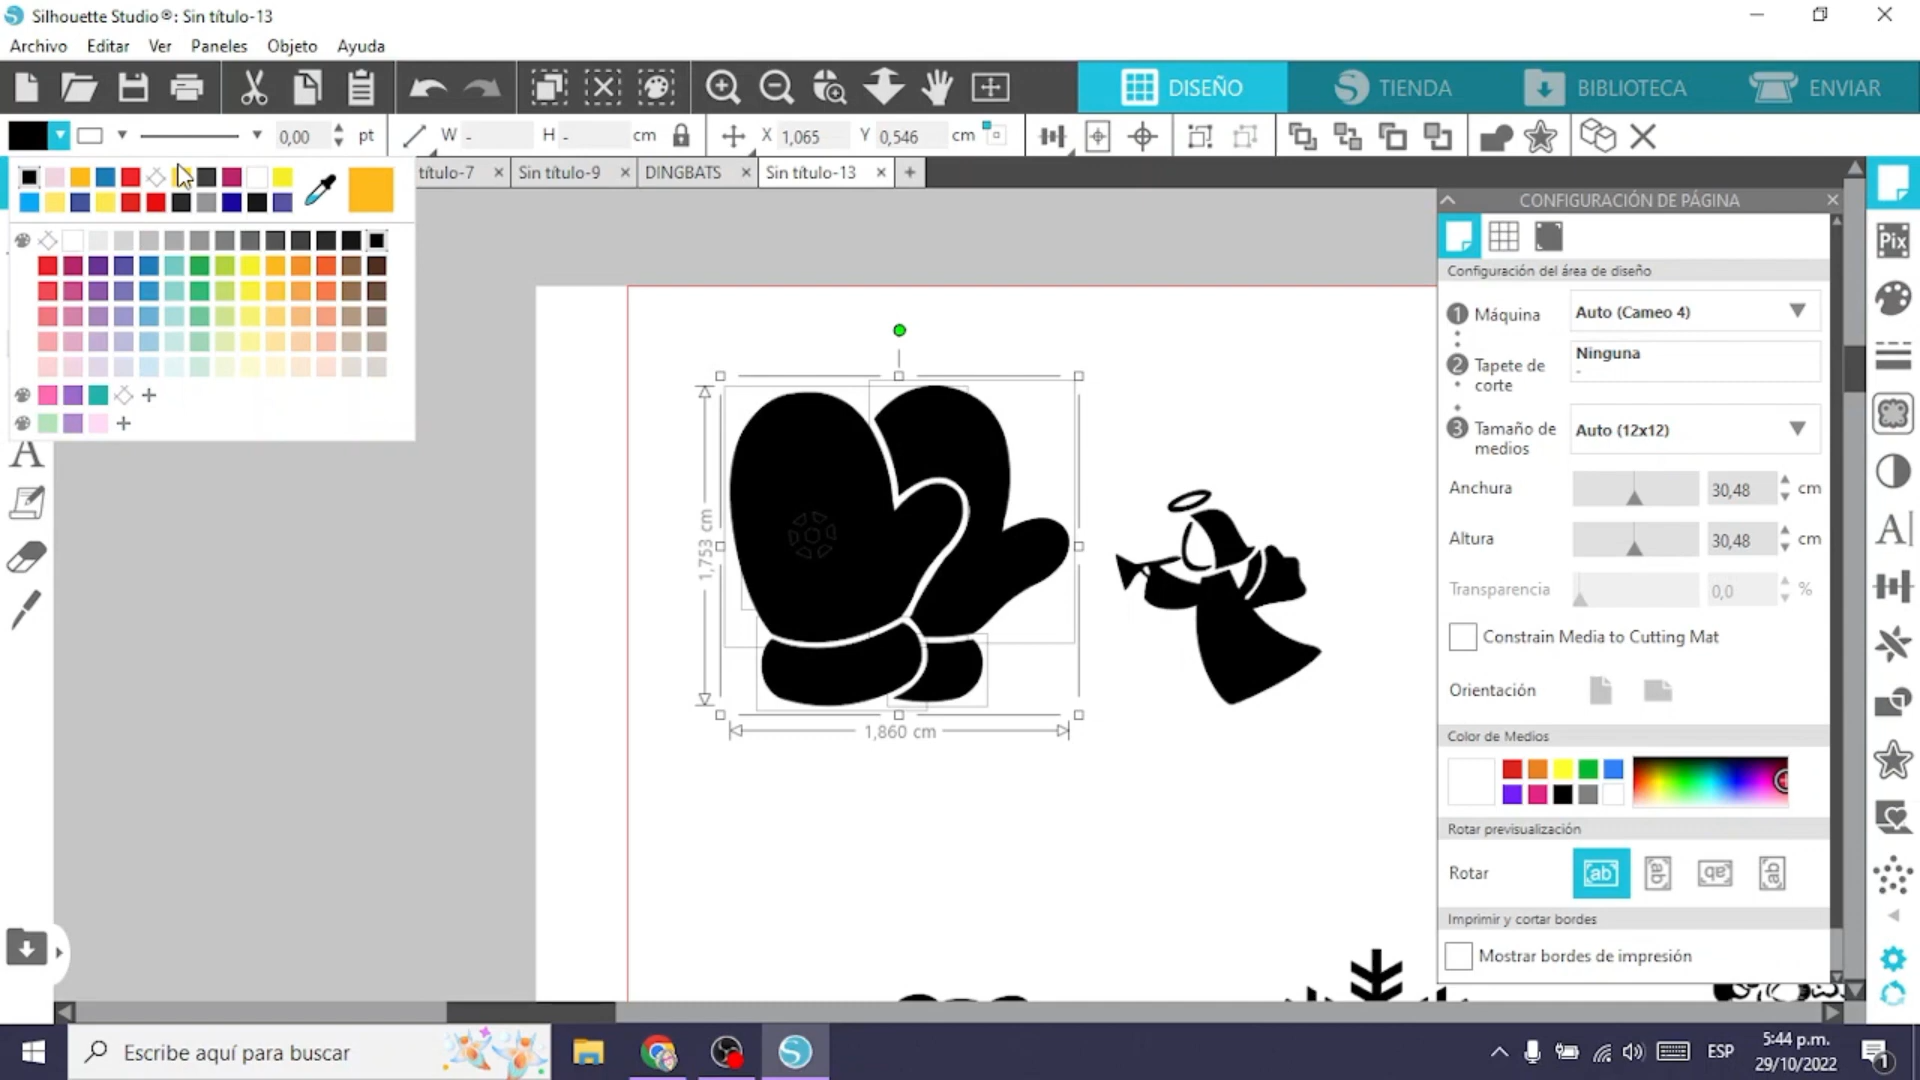 Silhouette Studio®: Sin título-13
Archivo Editar Ver Paneles Objeto Ayuda
DISEÑO TIENDA BIBLIOTECA ENVIAR
0,00 pt W - H - cm X 1,065 Y 0,546 cm
título-7 Sin título-9 DINGBATS Sin título-13 +
CONFIGURACIÓN DE PÁGINA
Pix
Configuración del área de diseño
1 Máquina Auto (Cameo 4)
2 Tapete de corte Ninguna
-
3 Tamaño de medios Auto (12x12)
Anchura 30,48 cm
Altura 30,48 cm
Transparencia 0,0 %
Constrain Media to Cutting Mat
Orientación
Color de Medios
Rotar previsualización
Rotar ab ab ab ab
Imprimir y cortar bordes
Mostrar bordes de impresión
1,753 cm
1,860 cm
A
A
Escribe aquí para buscar
ESP
5:44 p.m.
29/10/2022
1